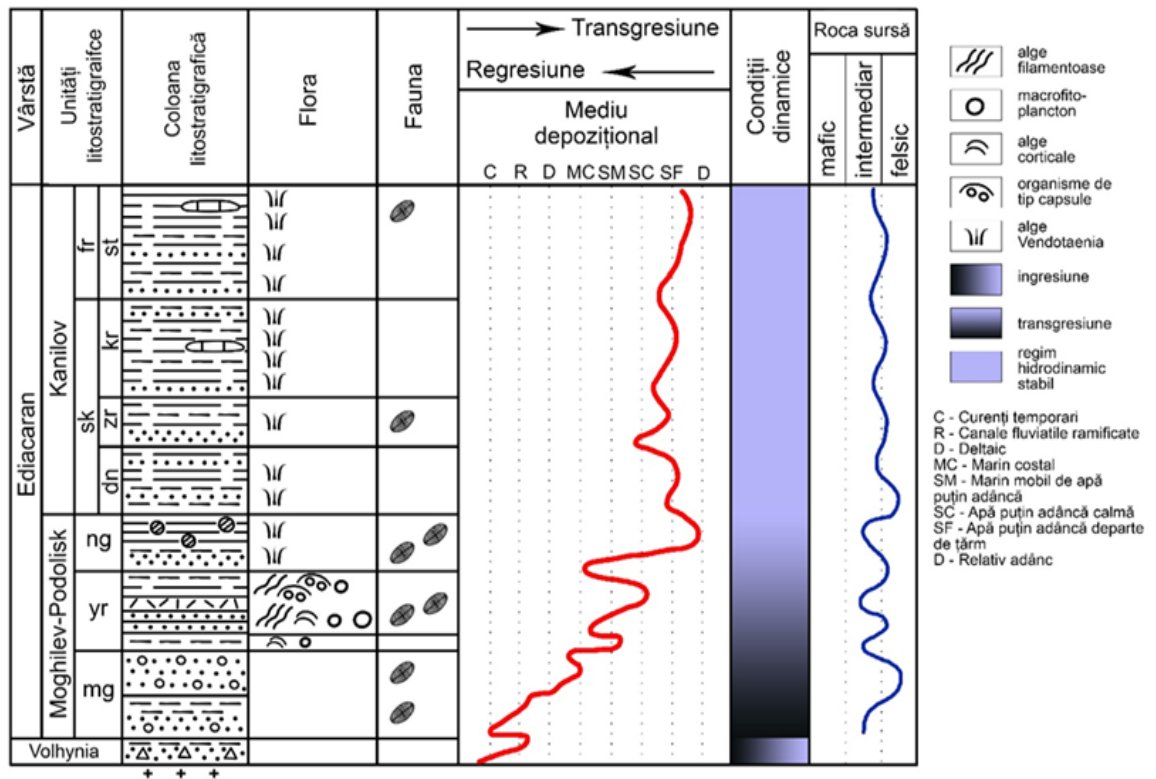 Vârstă
Unități
litostratigraifce
Coloana
litostratigrafică
Flora
Fauna
Transgresiune
Regresiune
Mediu
depozițional
C R D MC SM SC SF D
Condiții
dinamice
Roca sursă
mafic
intermediar
felsic
Ediacaran
Kanilov
fr
st
sk
kr
zr
dn
Moghilev-Podolisk
ng
yr
mg
Volhynia
alge
filamentoase
macrofito-
plancton
alge
corticale
organisme de
tip capsule
alge
Vendotaenia
ingresiune
transgresiune
regim
hidrodinamic
stabil
C - Curenți temporari
R - Canale fluviatile ramificate
D - Deltaic
MC - Marin costal
SM - Marin mobil de apă
puțin adâncă
SC - Apă puțin adâncă calmă
SF - Apă puțin adâncă departe
de țărm
D - Relativ adânc